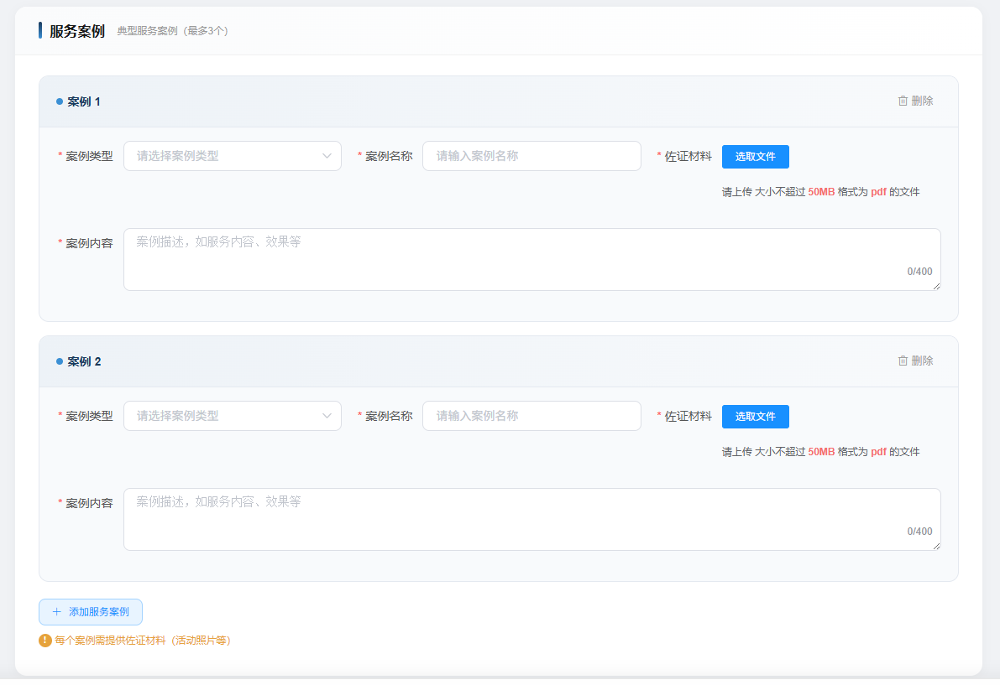 服务案例 典型服务案例（最多3个）
案例 1 删除
* 案例类型 请选择案例类型 * 案例名称 请输入案例名称 * 佐证材料 选取文件
请上传 大小不超过 50MB 格式为 pdf 的文件
* 案例内容 案例描述，如服务内容、效果等
0/400
案例 2 删除
* 案例类型 请选择案例类型 * 案例名称 请输入案例名称 * 佐证材料 选取文件
请上传 大小不超过 50MB 格式为 pdf 的文件
* 案例内容 案例描述，如服务内容、效果等
0/400
+ 添加服务案例
! 每个案例需提供佐证材料（活动照片等）